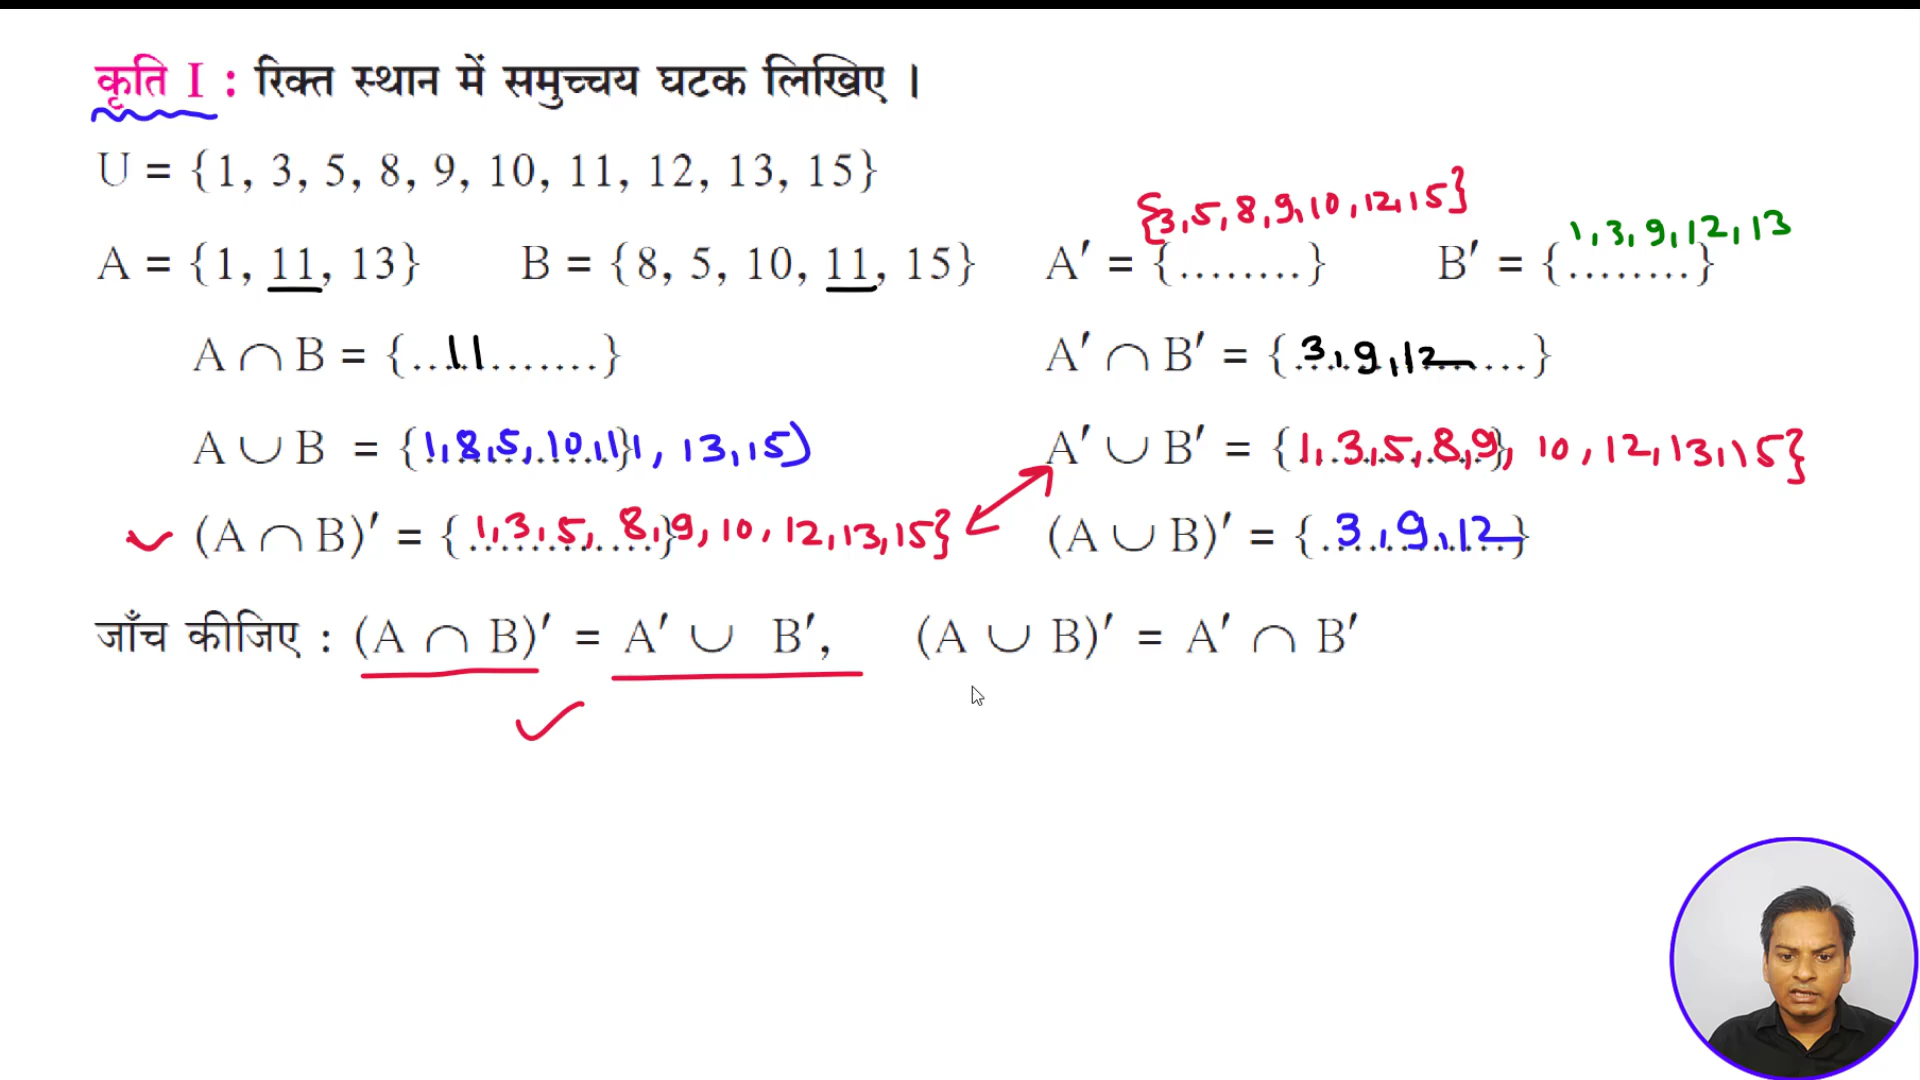 कृति I : रिक्त स्थान में समुच्चय घटक लिखिए ।
U = {1, 3, 5, 8, 9, 10, 11, 12, 13, 15}
{3, 5, 8, 9, 10, 12, 15}
1, 3, 9, 12, 13
A = {1, 11, 13} B = {8, 5, 10, 11, 15} A′ = {........} B′ = {........}
A ∩ B = {...11.......} A′ ∩ B′ = {3, 9, 12...}
A ∪ B = {1, 8, 5, 10, 11}, 13, 15) A′ ∪ B′ = {1, 3, 5, 8, 9}, 10, 12, 13, 15}
(A ∩ B)′ = {1, 3, 5, 8}, 9, 10, 12, 13, 15} (A ∪ B)′ = {3, 9, 12}
जाँच कीजिए : (A ∩ B)′ = A′ ∪ B′, (A ∪ B)′ = A′ ∩ B′